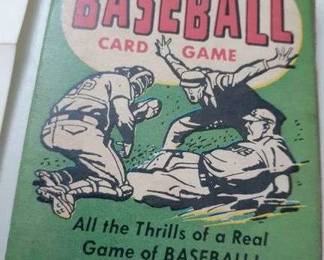 BASEBALL
CARD GAME
All the Thrills of a Real
Game of BASEBALL!